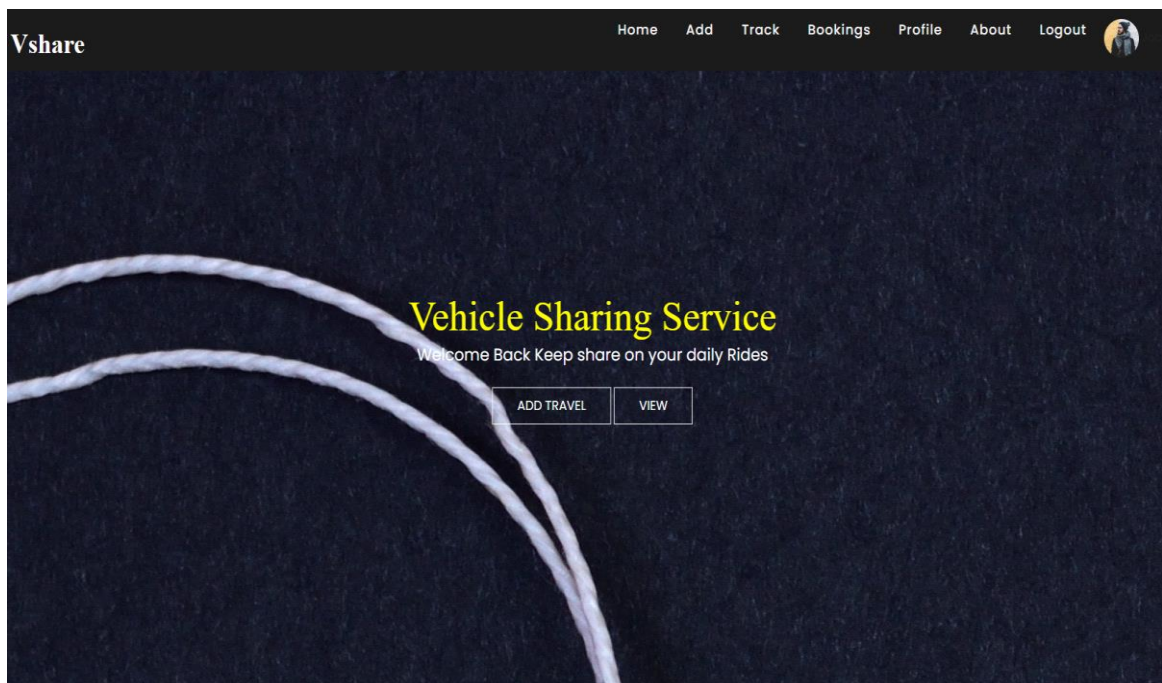 Vshare
Home Add Track Bookings Profile About Logout
Vehicle Sharing Service
Welcome Back Keep share on your daily Rides
ADD TRAVEL VIEW